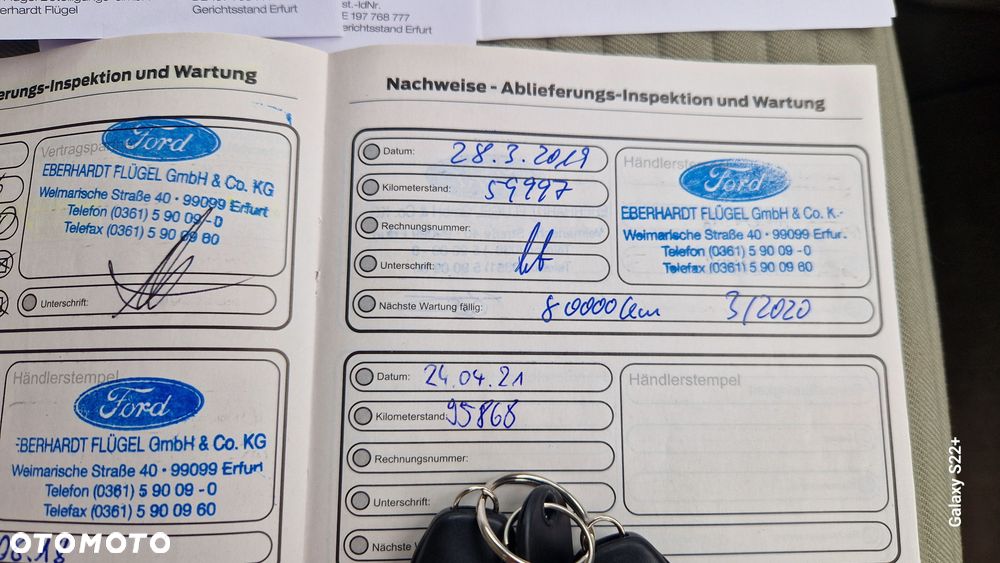 erhardt Flügel
Gerichtsstand Erfurt
st.-IdNr.
E 197 768 777
erichtsstand Erfurt
erungs-Inspektion und Wartung
Ford
EBERHARDT FLÜGEL GmbH & Co. KG
Weimarische Straße 40 • 99099 Erfurt
Telefon (0361) 5 90 09 -0
Telefax (0361) 5 90 09 60
Unterschrift:
Händlerstempel
Ford
EBERHARDT FLÜGEL GmbH & Co. KG
Weimarische Straße 40 • 99099 Erfurt
Telefon (0361) 5 90 09 -0
Telefax (0361) 5 90 09 60
08.18
Nachweise - Ablieferungs-Inspektion und Wartung
Datum: 28.3.2019
Kilometerstand: 59997
Rechnungsnummer:
Unterschrift:
Nächste Wartung fällig: 80000 km 3/2020
Händlerste
Ford
EBERHARDT FLÜGEL GmbH & Co. K
Weimarische Straße 40 • 99099 Erfur
Telefon (0361) 5 90 09 -0
Telefax (0361) 5 90 09 60
Datum: 24.04.21
Kilometerstand: 95868
Rechnungsnummer:
Unterschrift:
Nächste
Händlerstempel
OTOMOTO
Galaxy S22+